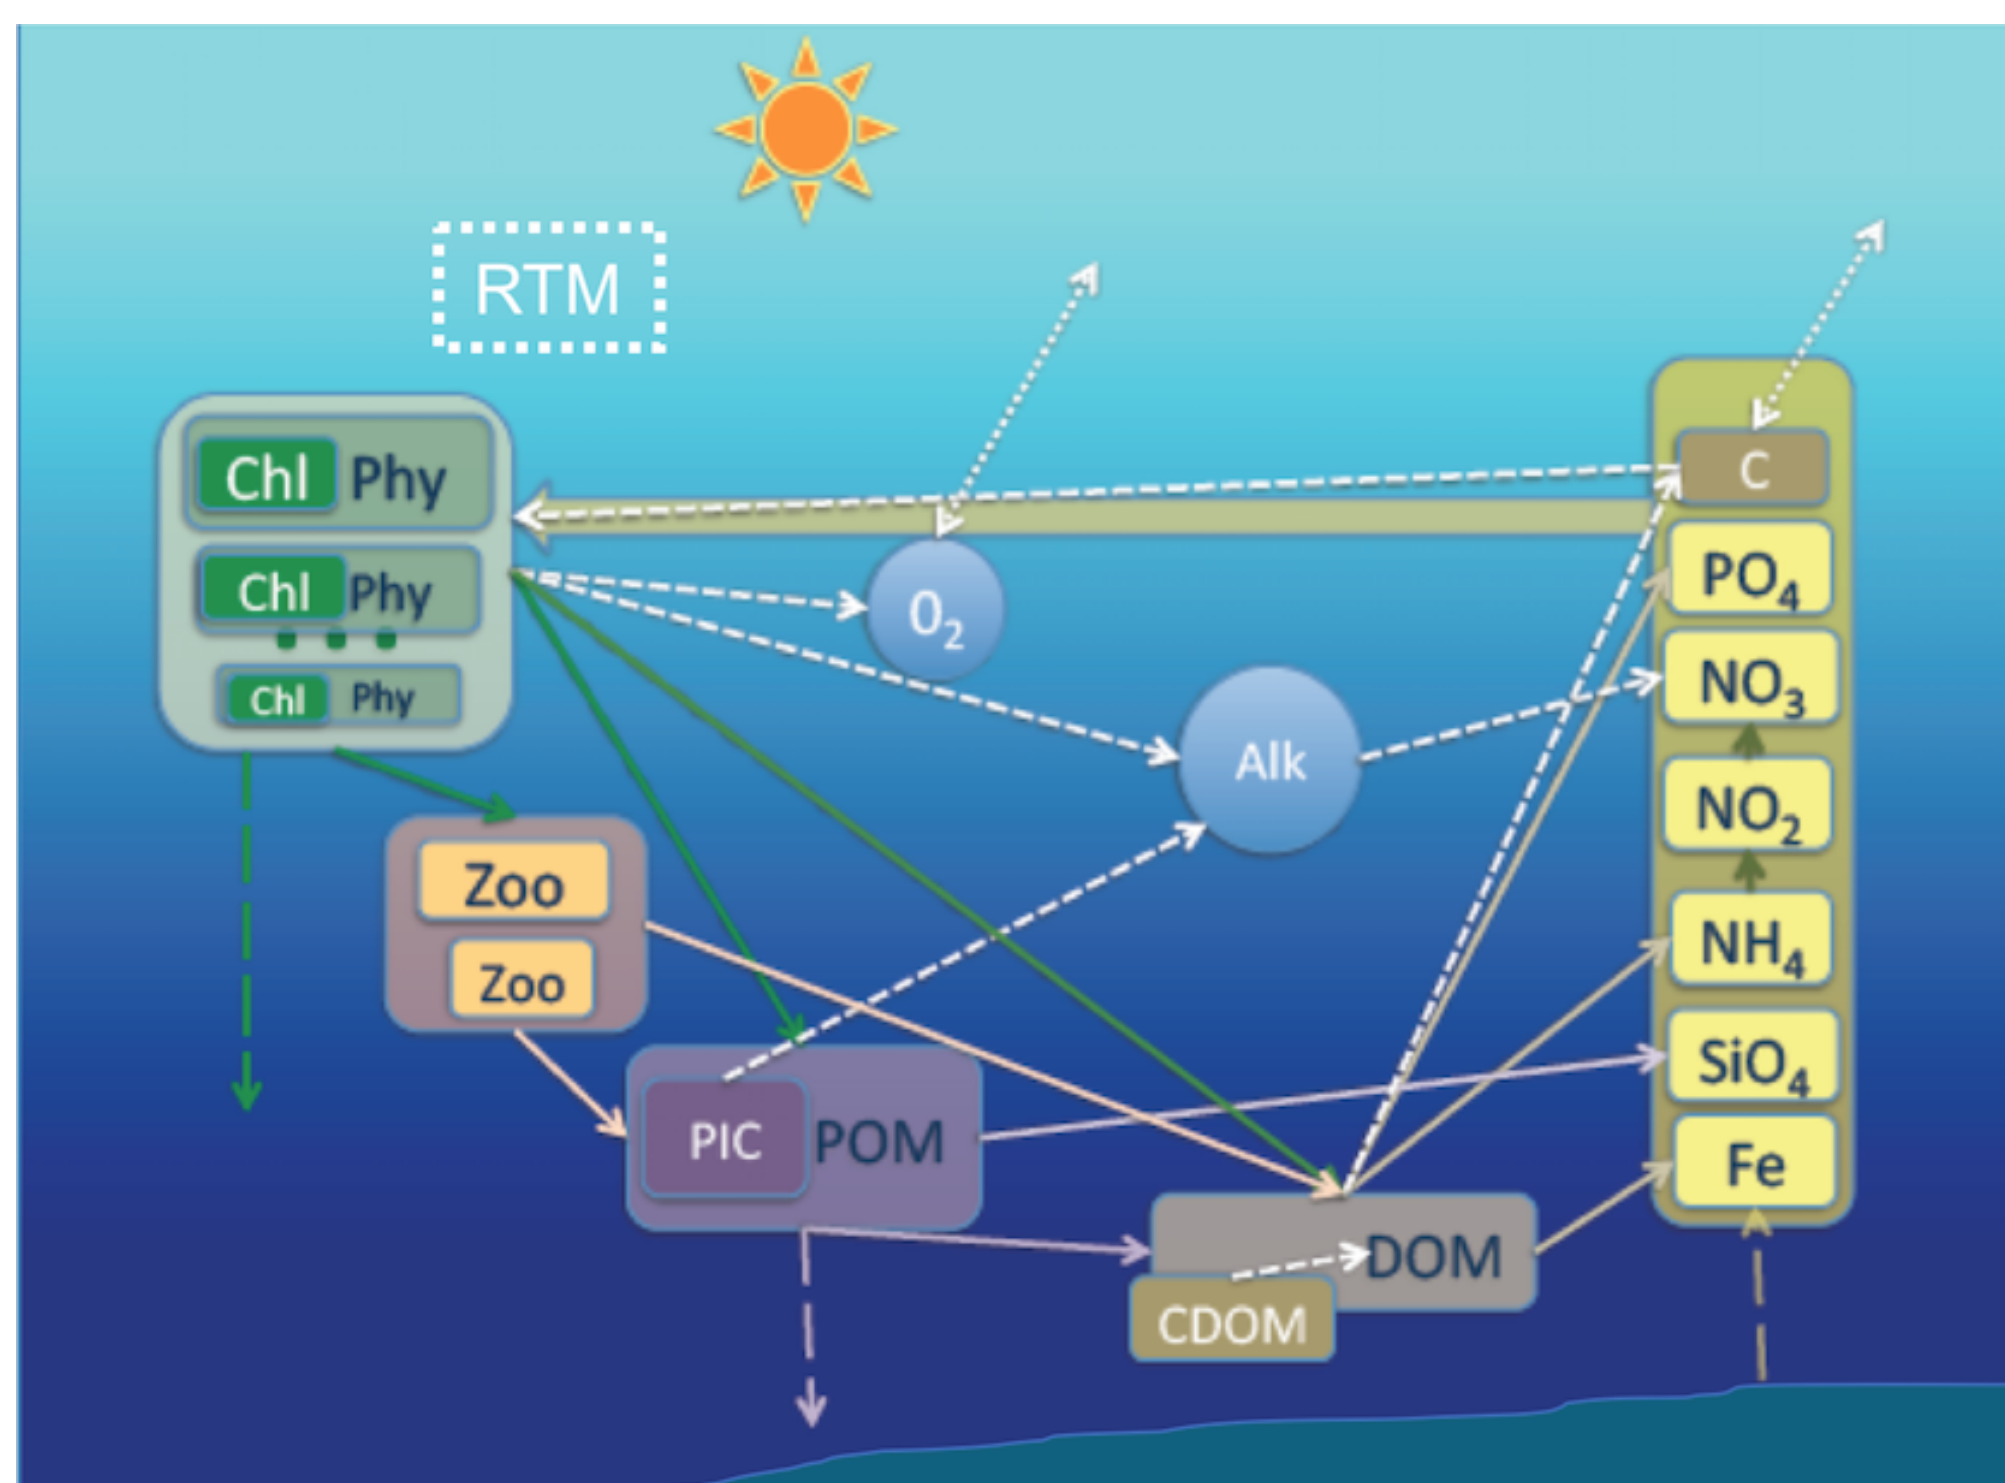 RTM
Chl Phy
Chl Phy
Chl Phy
Zoo
Zoo
PIC POM
O₂
Alk
DOM
CDOM
C
PO₄
NO₃
NO₂
NH₄
SiO₄
Fe